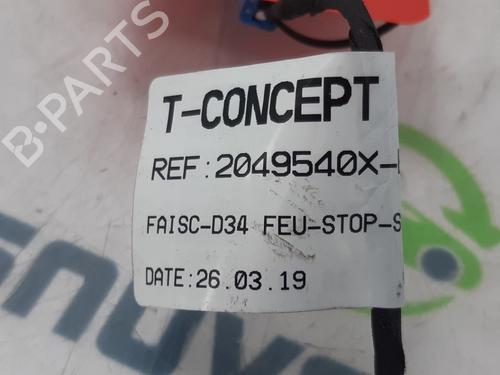 B-PARTS
T-CONCEPT
REF:2049540X-
FAISC-D34 FEU-STOP-S
DATE:26.03.19